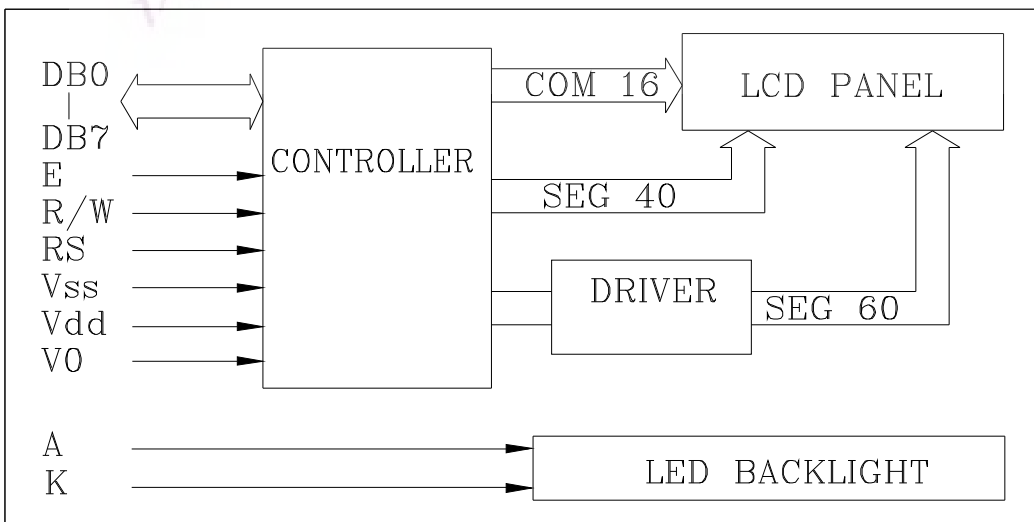 DB0
|
DB7
E
R/W
RS
Vss
Vdd
V0
A
K
CONTROLLER
COM 16
SEG 40
DRIVER
SEG 60
LCD PANEL
LED BACKLIGHT